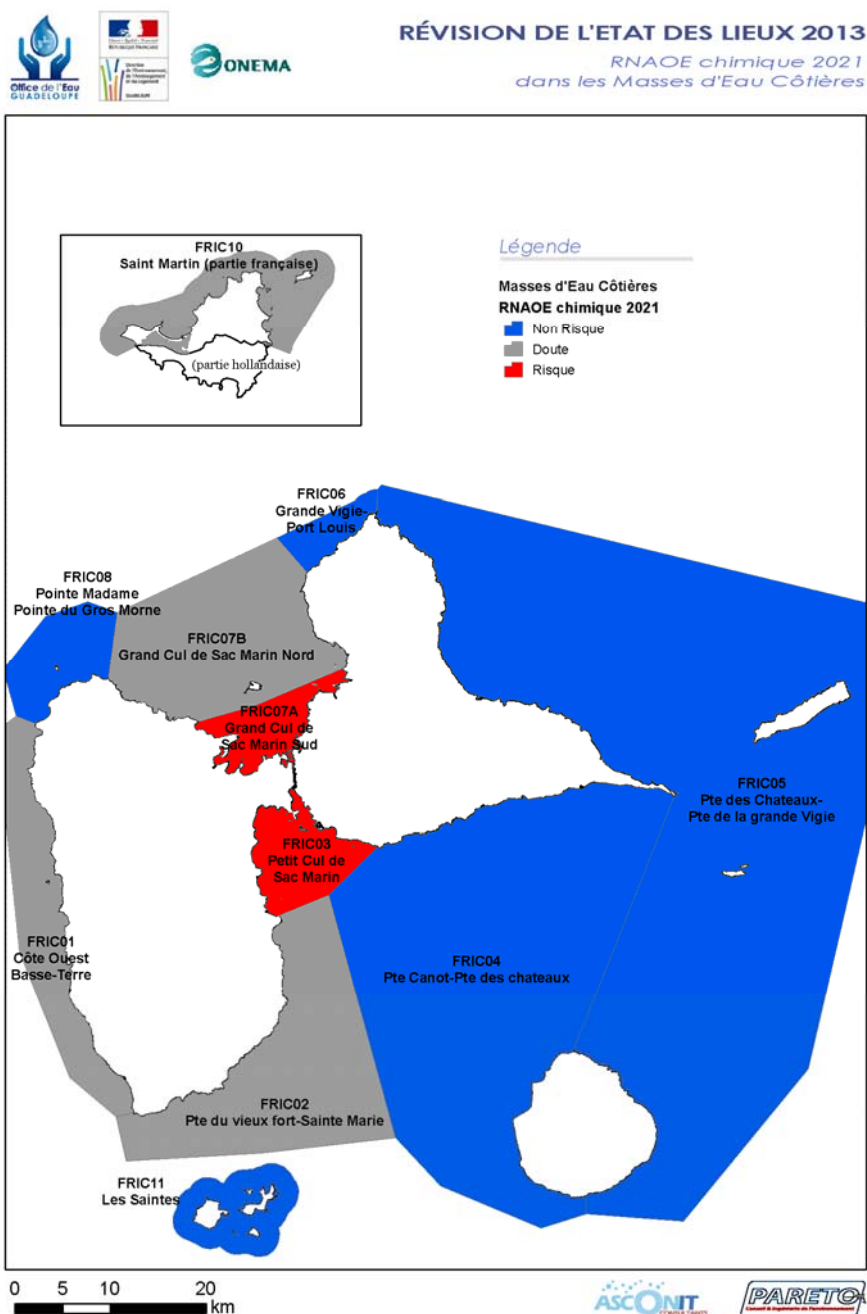 Office de l'Eau
GUADELOUPE
RÉPUBLIQUE FRANÇAISE
GUADELOUPE
ONEMA
RÉVISION DE L'ETAT DES LIEUX 2013
RNAOE chimique 2021
dans les Masses d'Eau Côtières
FRIC10
Saint Martin (partie française)
(partie hollandaise)
Légende
Masses d'Eau Côtières
RNAOE chimique 2021
Non Risque
Doute
Risque
FRIC06
Grande Vigie-
Port Louis
FRIC08
Pointe Madame
Pointe du Gros Morne
FRIC07B
Grand Cul de Sac Marin Nord
FRIC07A
Grand Cul de
Sac Marin Sud
FRIC05
Pte des Chateaux-
Pte de la grande Vigie
FRIC03
Petit Cul de
Sac Marin
FRIC01
Côte Ouest
Basse-Terre
FRIC04
Pte Canot-Pte des chateaux
FRIC02
Pte du vieux fort-Sainte Marie
FRIC11
Les Saintes
0 5 10 20
km
ASCONIT
CONSULTANTS
PARETO